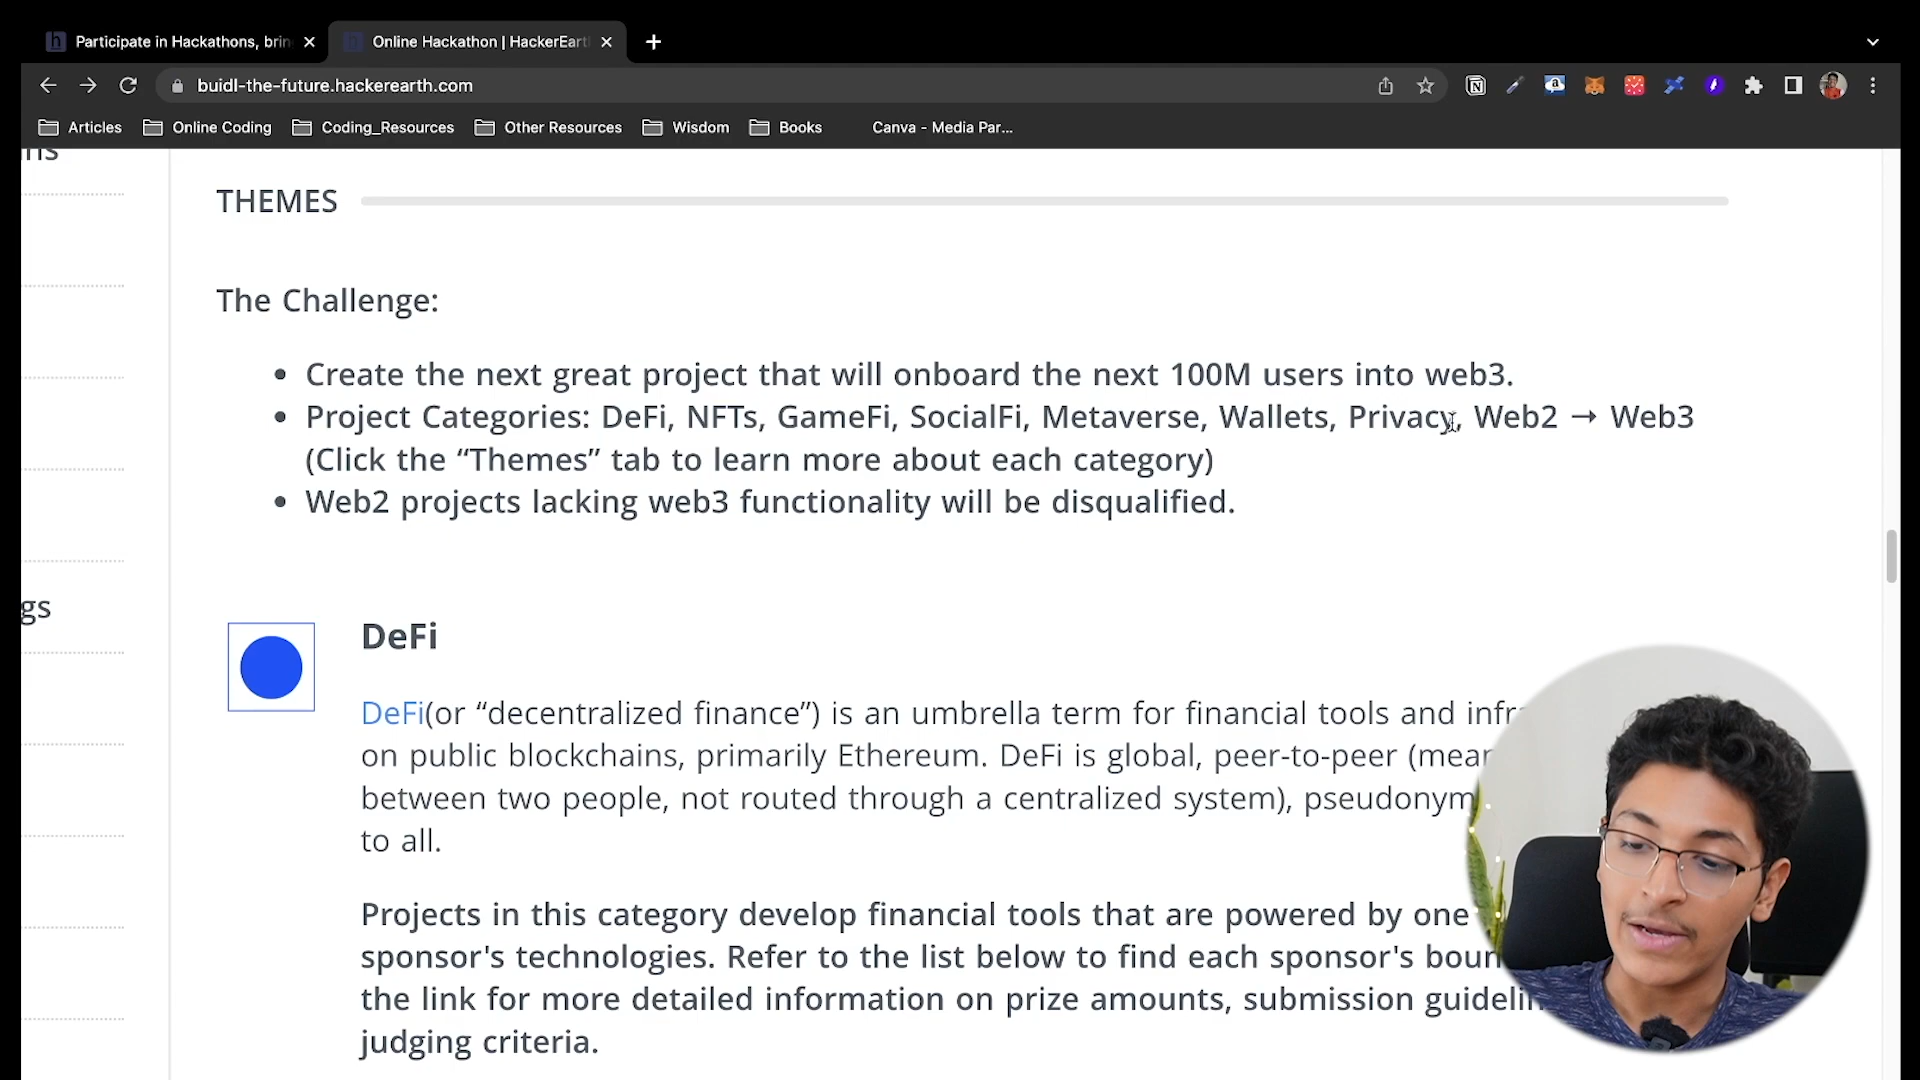 Participate in Hackathons, brin
Online Hackathon | HackerEart
buidl-the-future.hackerearth.com
Articles
Online Coding
Coding_Resources
Other Resources
Wisdom
Books
Canva - Media Par...
ns
THEMES
The Challenge:
• Create the next great project that will onboard the next 100M users into web3.
• Project Categories: DeFi, NFTs, GameFi, SocialFi, Metaverse, Wallets, Privacy, Web2 → Web3
(Click the “Themes” tab to learn more about each category)
• Web2 projects lacking web3 functionality will be disqualified.
gs
DeFi
DeFi(or “decentralized finance”) is an umbrella term for financial tools and infr
on public blockchains, primarily Ethereum. DeFi is global, peer-to-peer (mean
between two people, not routed through a centralized system), pseudonym
to all.
Projects in this category develop financial tools that are powered by one
sponsor's technologies. Refer to the list below to find each sponsor's boun
the link for more detailed information on prize amounts, submission guidelin
judging criteria.